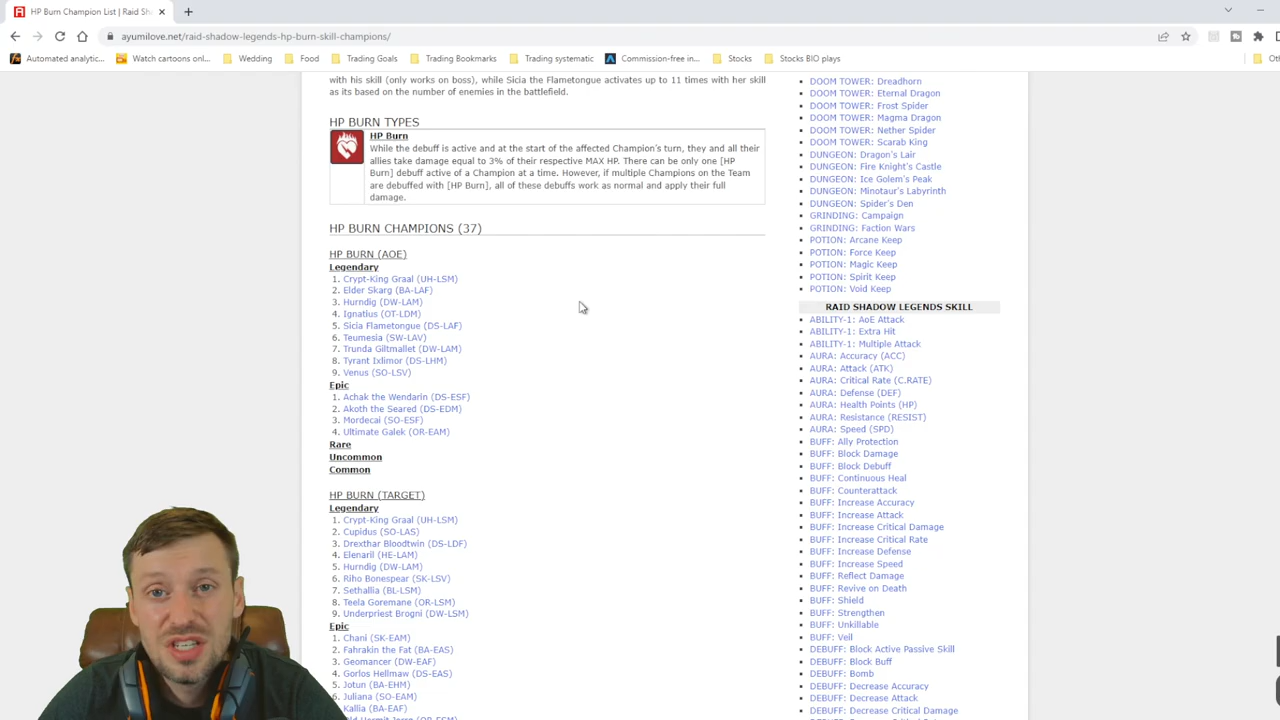 HP Burn Champion List | Raid Sha
ayumilove.net/raid-shadow-legends-hp-burn-skill-champions/
Automated analytic...
Watch cartoons onl...
Wedding
Food
Trading Goals
Trading Bookmarks
Trading systematic
Commission-free in...
Stocks
Stocks BIO plays
with his skill (only works on boss), while Sicia the Flametongue activates up to 11 times with her skill
as its based on the number of enemies in the battlefield.
HP BURN TYPES
HP Burn
While the debuff is active and at the start of the affected Champion's turn, they and all their
allies take damage equal to 3% of their respective MAX HP. There can be only one [HP
Burn] debuff active of a Champion at a time. However, if multiple Champions on the Team
are debuffed with [HP Burn], all of these debuffs work as normal and apply their full
damage.
HP BURN CHAMPIONS (37)
HP BURN (AOE)
Legendary
1. Crypt-King Graal (UH-LSM)
2. Elder Skarg (BA-LAF)
3. Hurndig (DW-LAM)
4. Ignatius (OT-LDM)
5. Sicia Flametongue (DS-LAF)
6. Teumesia (SW-LAV)
7. Trunda Giltmallet (DW-LAM)
8. Tyrant Ixlimor (DS-LHM)
9. Venus (SO-LSV)
Epic
1. Achak the Wendarin (DS-ESF)
2. Akoth the Seared (DS-EDM)
3. Mordecai (SO-ESF)
4. Ultimate Galek (OR-EAM)
Rare
Uncommon
Common
HP BURN (TARGET)
Legendary
1. Crypt-King Graal (UH-LSM)
2. Cupidus (SO-LAS)
3. Drexthar Bloodtwin (DS-LDF)
4. Elenaril (HE-LAM)
5. Hurndig (DW-LAM)
6. Riho Bonespear (SK-LSV)
7. Sethallia (BL-LSM)
8. Teela Goremane (OR-LSM)
9. Underpriest Brogni (DW-LSM)
Epic
1. Chani (SK-EAM)
2. Fahrakin the Fat (BA-EAS)
3. Geomancer (DW-EAF)
4. Gorlos Hellmaw (DS-EAS)
5. Jotun (BA-EHM)
6. Juliana (SO-EAM)
Kallia (BA-EAF)
DOOM TOWER: Dreadhorn
DOOM TOWER: Eternal Dragon
DOOM TOWER: Frost Spider
DOOM TOWER: Magma Dragon
DOOM TOWER: Nether Spider
DOOM TOWER: Scarab King
DUNGEON: Dragon's Lair
DUNGEON: Fire Knight's Castle
DUNGEON: Ice Golem's Peak
DUNGEON: Minotaur's Labyrinth
DUNGEON: Spider's Den
GRINDING: Campaign
GRINDING: Faction Wars
POTION: Arcane Keep
POTION: Force Keep
POTION: Magic Keep
POTION: Spirit Keep
POTION: Void Keep
RAID SHADOW LEGENDS SKILL
ABILITY-1: AoE Attack
ABILITY-1: Extra Hit
ABILITY-1: Multiple Attack
AURA: Accuracy (ACC)
AURA: Attack (ATK)
AURA: Critical Rate (C.RATE)
AURA: Defense (DEF)
AURA: Health Points (HP)
AURA: Resistance (RESIST)
AURA: Speed (SPD)
BUFF: Ally Protection
BUFF: Block Damage
BUFF: Block Debuff
BUFF: Continuous Heal
BUFF: Counterattack
BUFF: Increase Accuracy
BUFF: Increase Attack
BUFF: Increase Critical Damage
BUFF: Increase Critical Rate
BUFF: Increase Defense
BUFF: Increase Speed
BUFF: Reflect Damage
BUFF: Revive on Death
BUFF: Shield
BUFF: Strengthen
BUFF: Unkillable
BUFF: Veil
DEBUFF: Block Active Passive Skill
DEBUFF: Block Buff
DEBUFF: Bomb
DEBUFF: Decrease Accuracy
DEBUFF: Decrease Attack
DEBUFF: Decrease Critical Damage